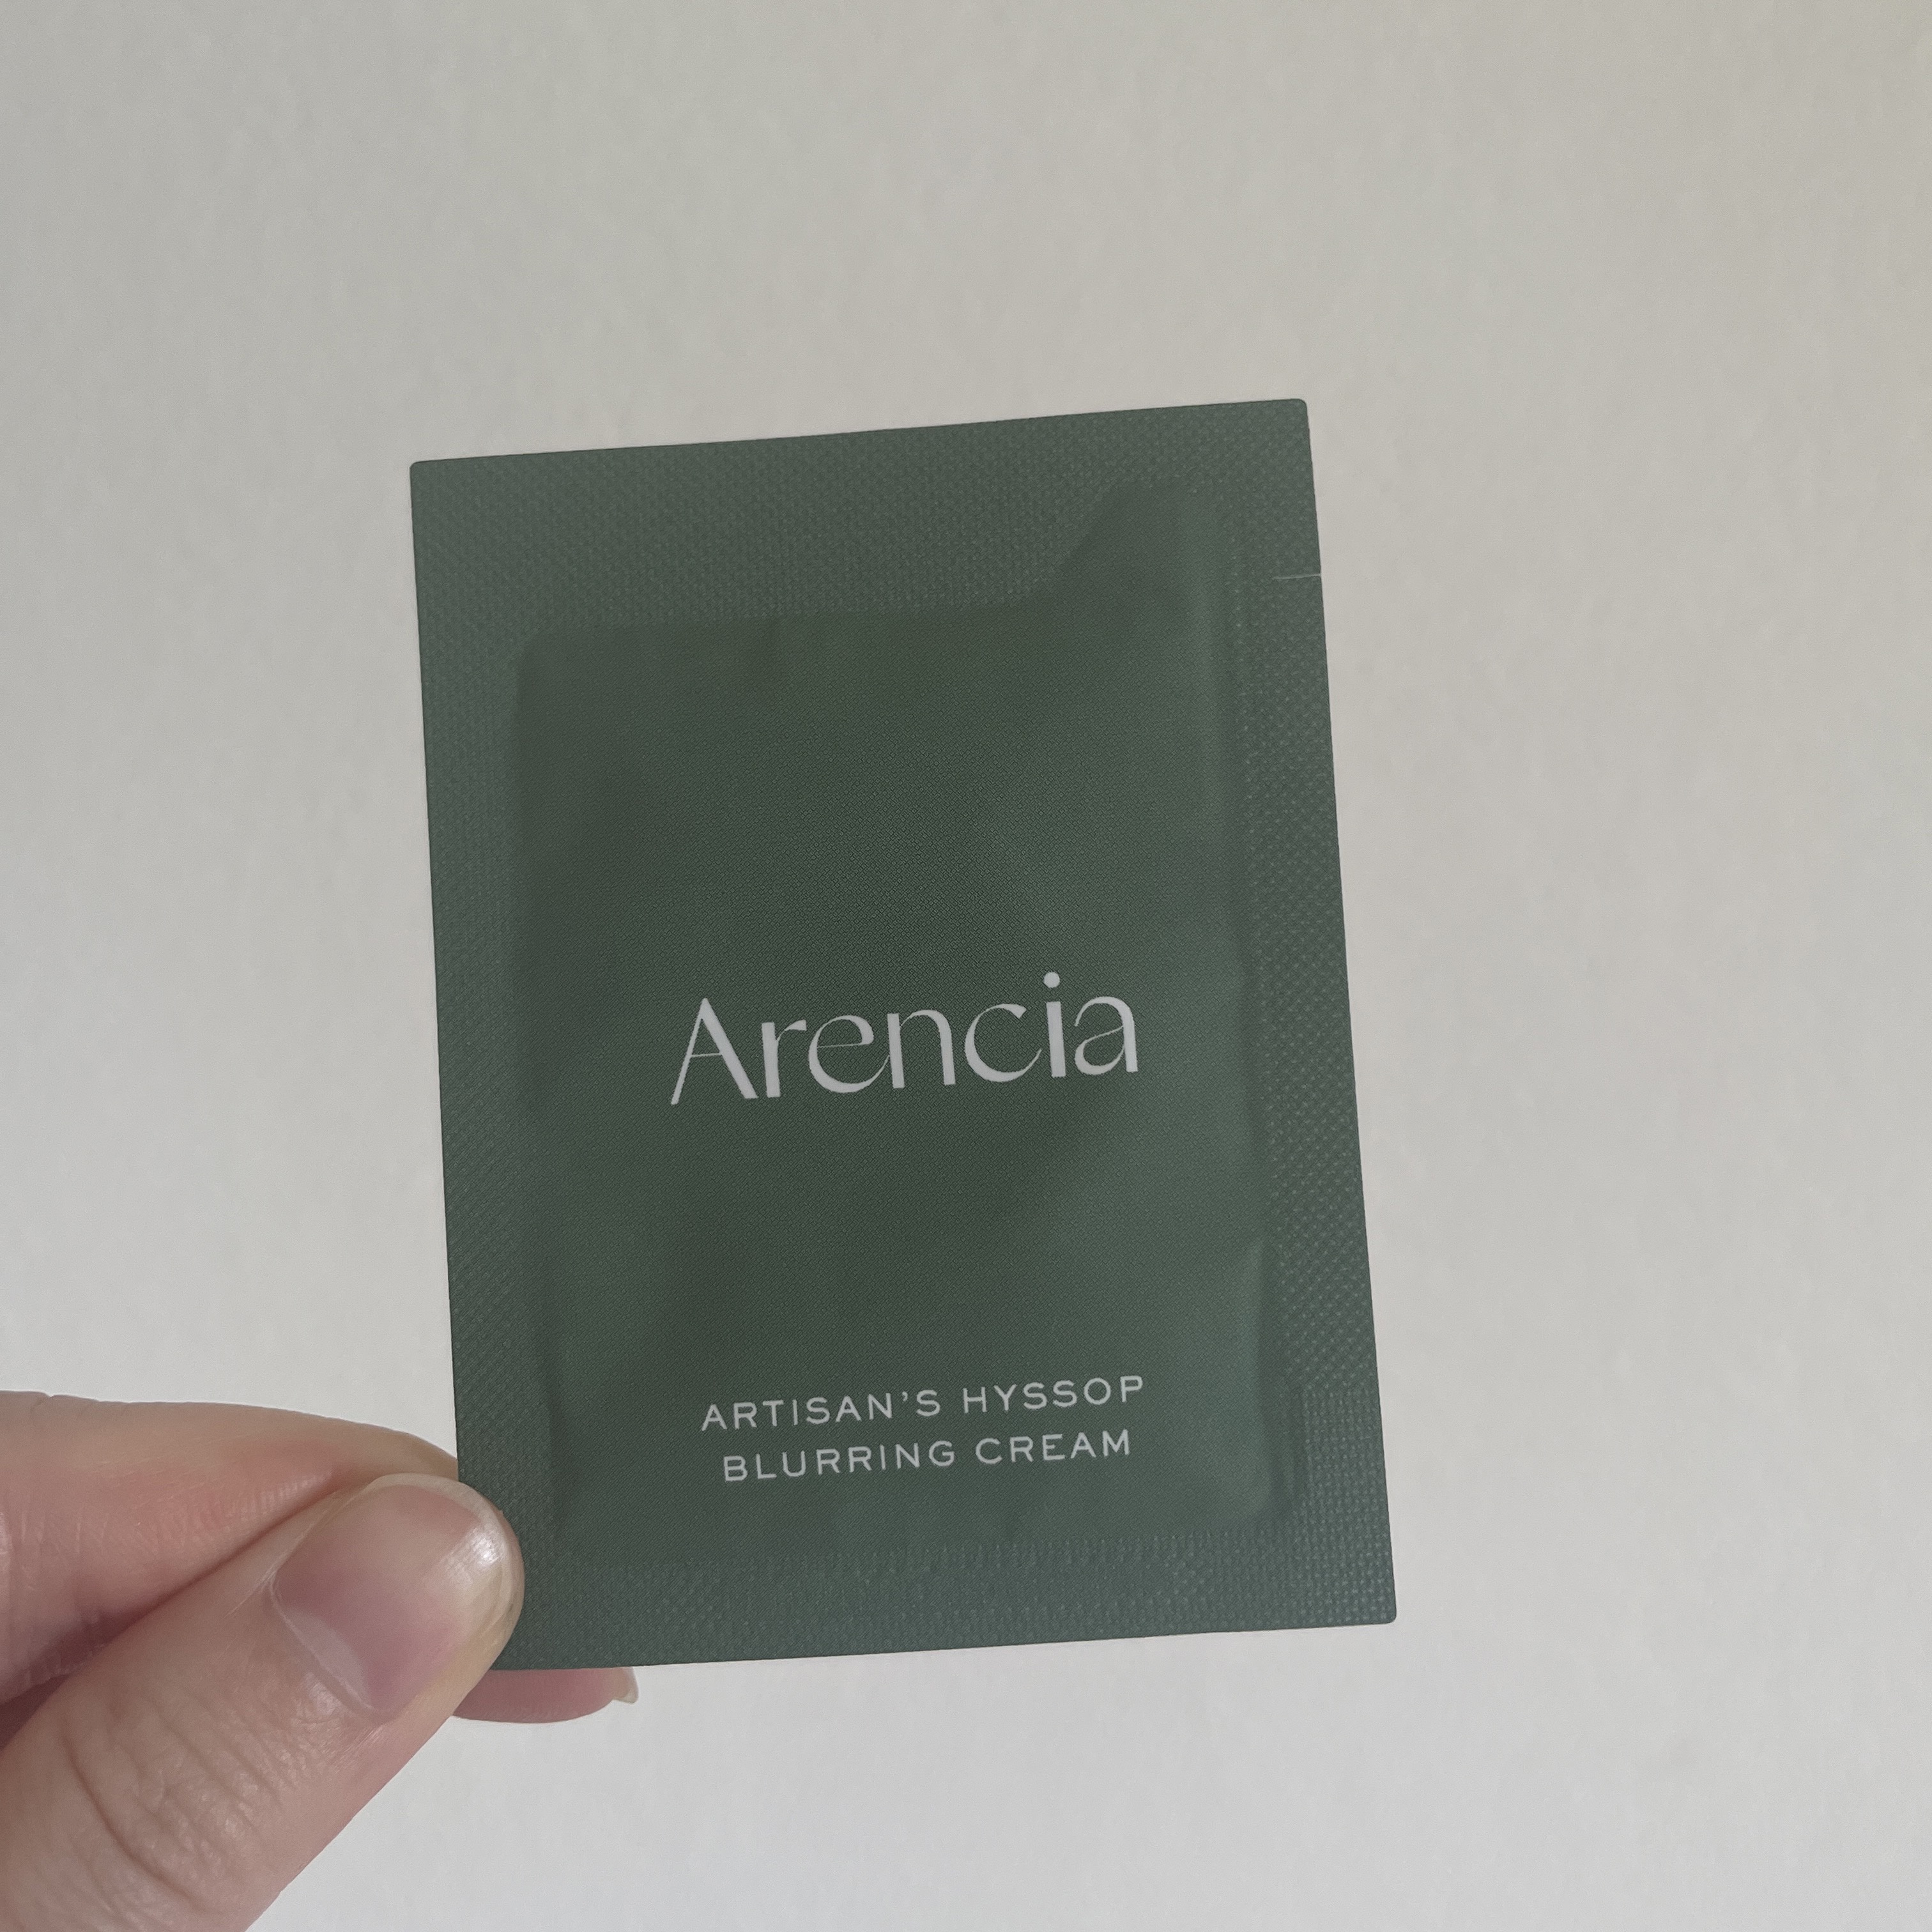 Arencia
ARTISAN'S HYSSOP
BLURRING CREAM